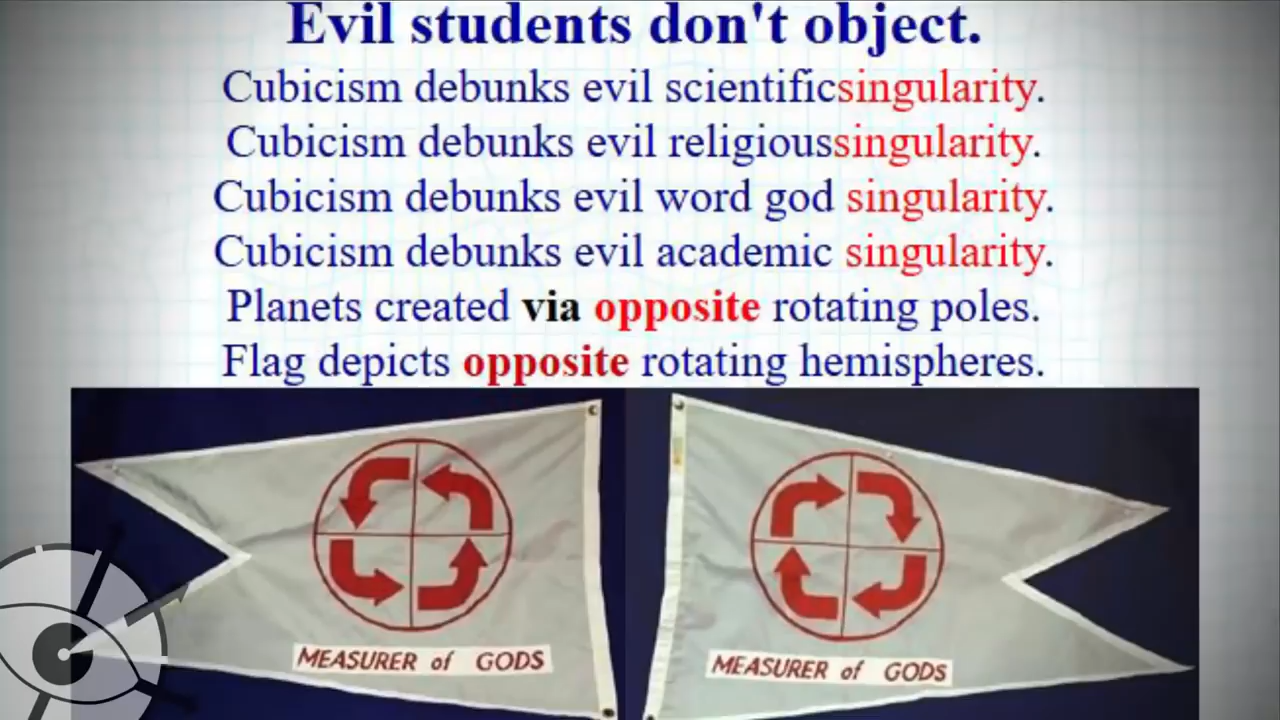 Evil students don't object.
Cubicism debunks evil scientificsingularity.
Cubicism debunks evil religioussingularity.
Cubicism debunks evil word god singularity.
Cubicism debunks evil academic singularity.
Planets created via opposite rotating poles.
Flag depicts opposite rotating hemispheres.
MEASURER of GODS
MEASURER of GODS